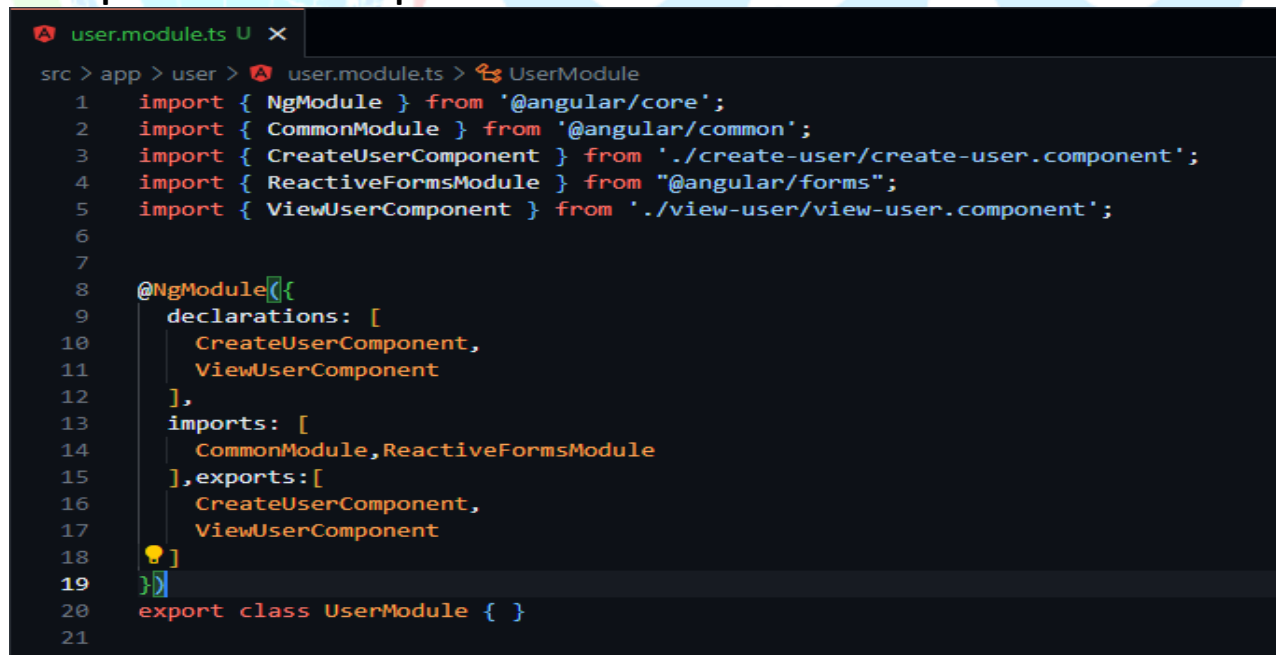 user.module.ts U ✕
src > app > user > user.module.ts > UserModule
1 import { NgModule } from '@angular/core';
2 import { CommonModule } from '@angular/common';
3 import { CreateUserComponent } from './create-user/create-user.component';
4 import { ReactiveFormsModule } from "@angular/forms";
5 import { ViewUserComponent } from './view-user/view-user.component';
6
7
8 @NgModule({
9 declarations: [
10 CreateUserComponent,
11 ViewUserComponent
12 ],
13 imports: [
14 CommonModule,ReactiveFormsModule
15 ],exports:[
16 CreateUserComponent,
17 ViewUserComponent
18 ]
19 })
20 export class UserModule { }
21